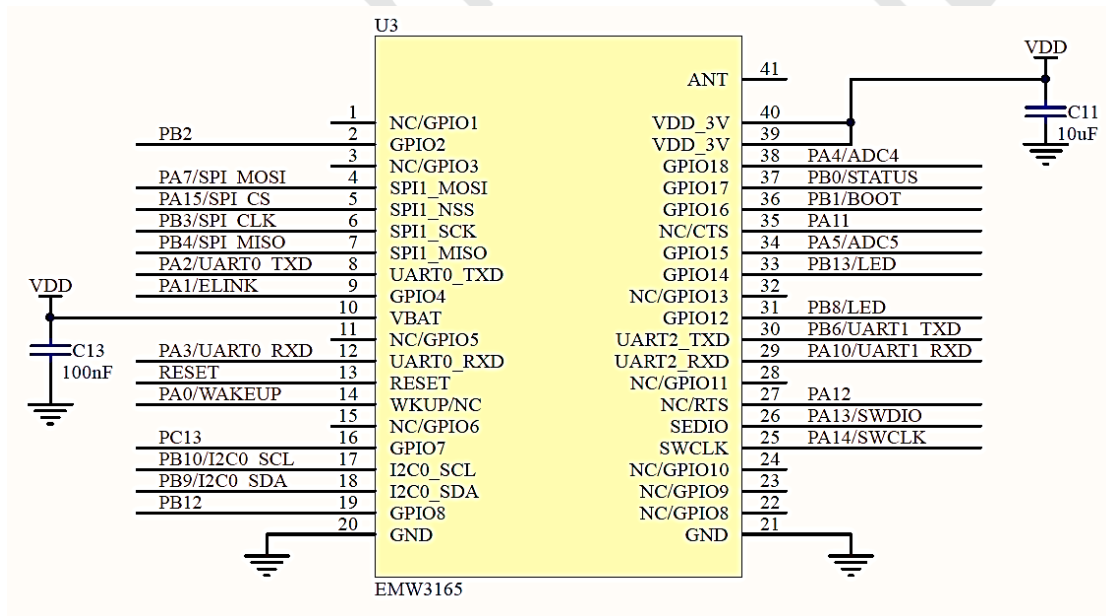 U3
VDD
ANT 41
1 NC/GPIO1
VDD_3V 40
C11
PB2 2 GPIO2
VDD_3V 39
10uF
3 NC/GPIO3
GPIO18 38 PA4/ADC4
PA7/SPI_MOSI 4 SPI1_MOSI
GPIO17 37 PB0/STATUS
PA15/SPI_CS 5 SPI1_NSS
GPIO16 36 PB1/BOOT
PB3/SPI_CLK 6 SPI1_SCK
NC/CTS 35 PA11
PB4/SPI_MISO 7 SPI1_MISO
GPIO15 34 PA5/ADC5
PA2/UART0_TXD 8 UART0_TXD
GPIO14 33 PB13/LED
VDD
PA1/ELINK 9 GPIO4
NC/GPIO13 32
10 VBAT
GPIO12 31 PB8/LED
11 NC/GPIO5
UART2_TXD 30 PB6/UART1_TXD
C13
100nF
PA3/UART0_RXD 12 UART0_RXD
UART2_RXD 29 PA10/UART1_RXD
RESET 13 RESET
NC/GPIO11 28
PA0/WAKEUP 14 WKUP/NC
NC/RTS 27 PA12
15 NC/GPIO6
SEDIO 26 PA13/SWDIO
PC13 16 GPIO7
SWCLK 25 PA14/SWCLK
PB10/I2C0_SCL 17 I2C0_SCL
NC/GPIO10 24
PB9/I2C0_SDA 18 I2C0_SDA
NC/GPIO9 23
PB12 19 GPIO8
NC/GPIO8 22
20 GND
GND 21
EMW3165